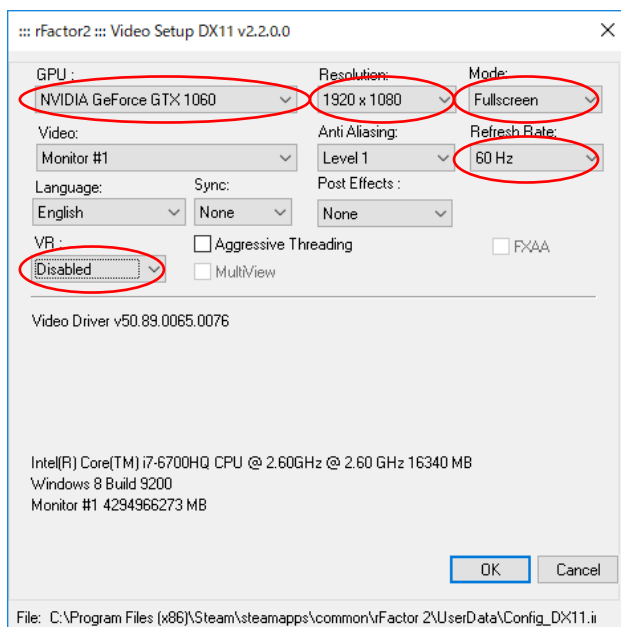 ::: rFactor2 ::: Video Setup DX11 v2.2.0.0
GPU : Resolution: Mode:
NVIDIA GeForce GTX 1060 1920 x 1080 Fullscreen
Video: Anti Aliasing: Refresh Rate:
Monitor #1 Level 1 60 Hz
Language: Sync: Post Effects :
English None None
VR : Aggressive Threading FXAA
Disabled MultiView
Video Driver v50.89.0065.0076
Intel(R) Core(TM) i7-6700HQ CPU @ 2.60GHz @ 2.60 GHz 16340 MB
Windows 8 Build 9200
Monitor #1 4294966273 MB
OK Cancel
File: C:\Program Files (x86)\Steam\steamapps\common\rFactor 2\UserData\Config_DX11.ii